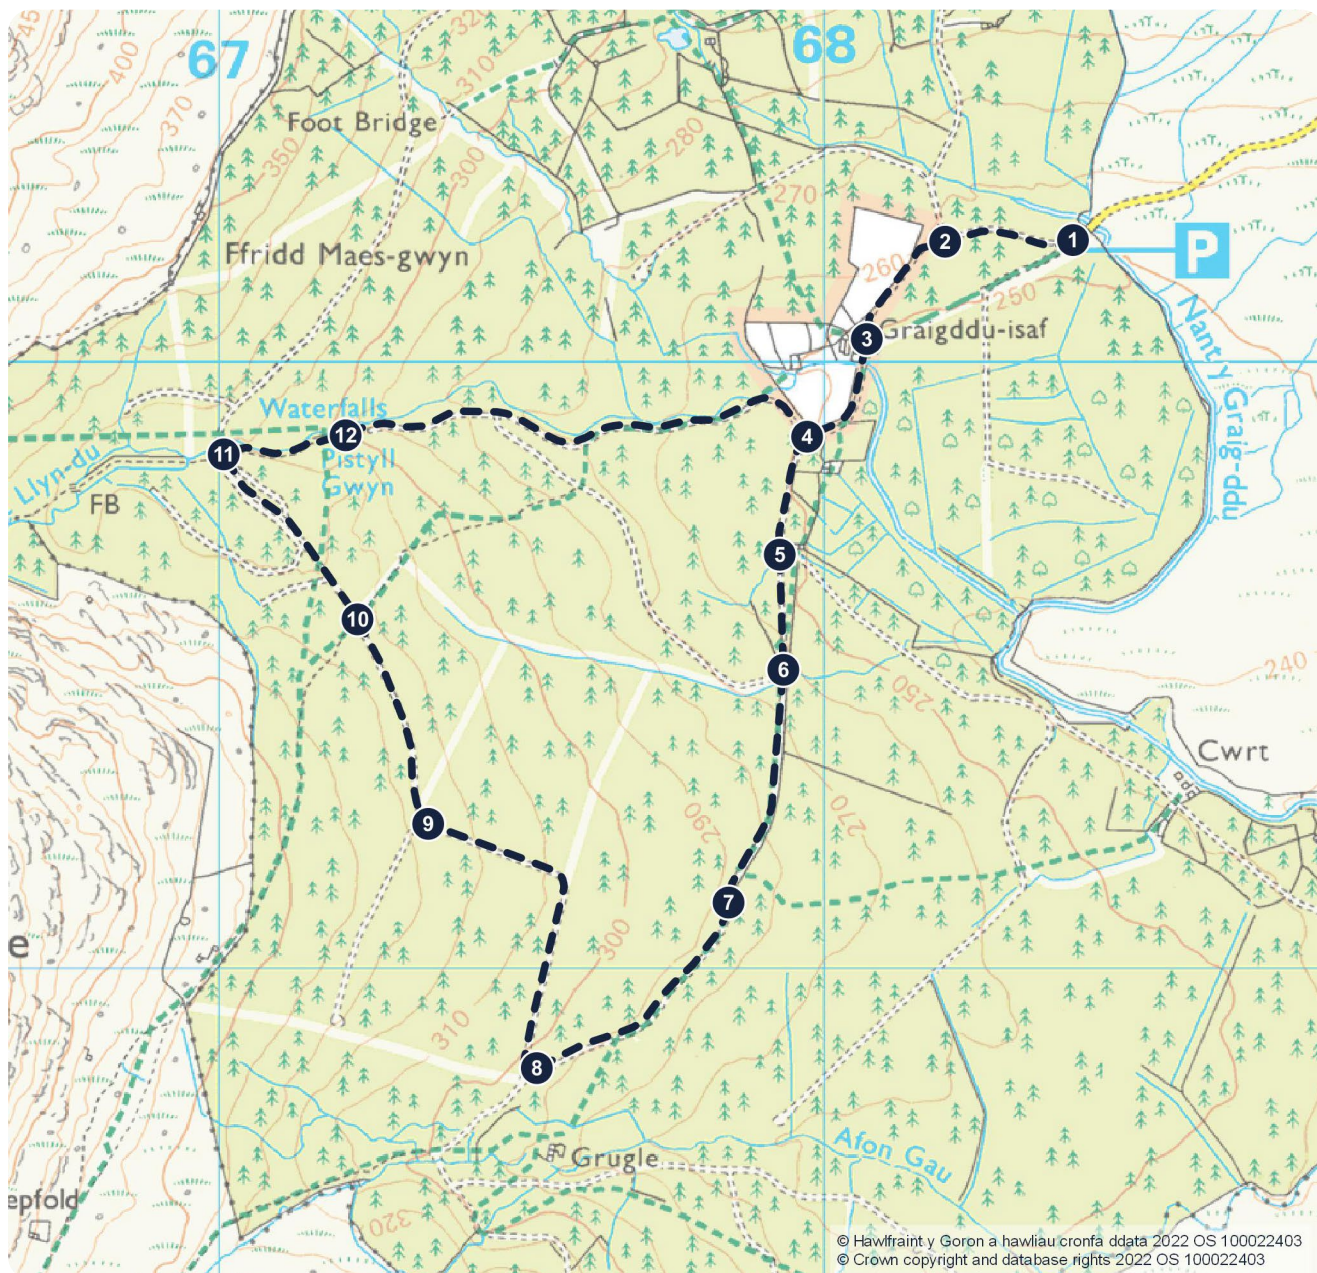 67
68
45
400
370
320
310
350
300
280
Foot Bridge
270
Ffridd Maes-gwyn
2
1
P
260
250
Nant y Graig-ddu
3
Graigddu-isaf
Waterfalls
12
4
11
Pistyll
Gwyn
Llyn-du
FB
5
10
6
240
250
Cwrt
9
290
270
7
e
300
310
8
Afon Gau
Grugle
epfold
320
© Hawlfraint y Goron a hawliau cronfa ddata 2022 OS 100022403
© Crown copyright and database rights 2022 OS 100022403